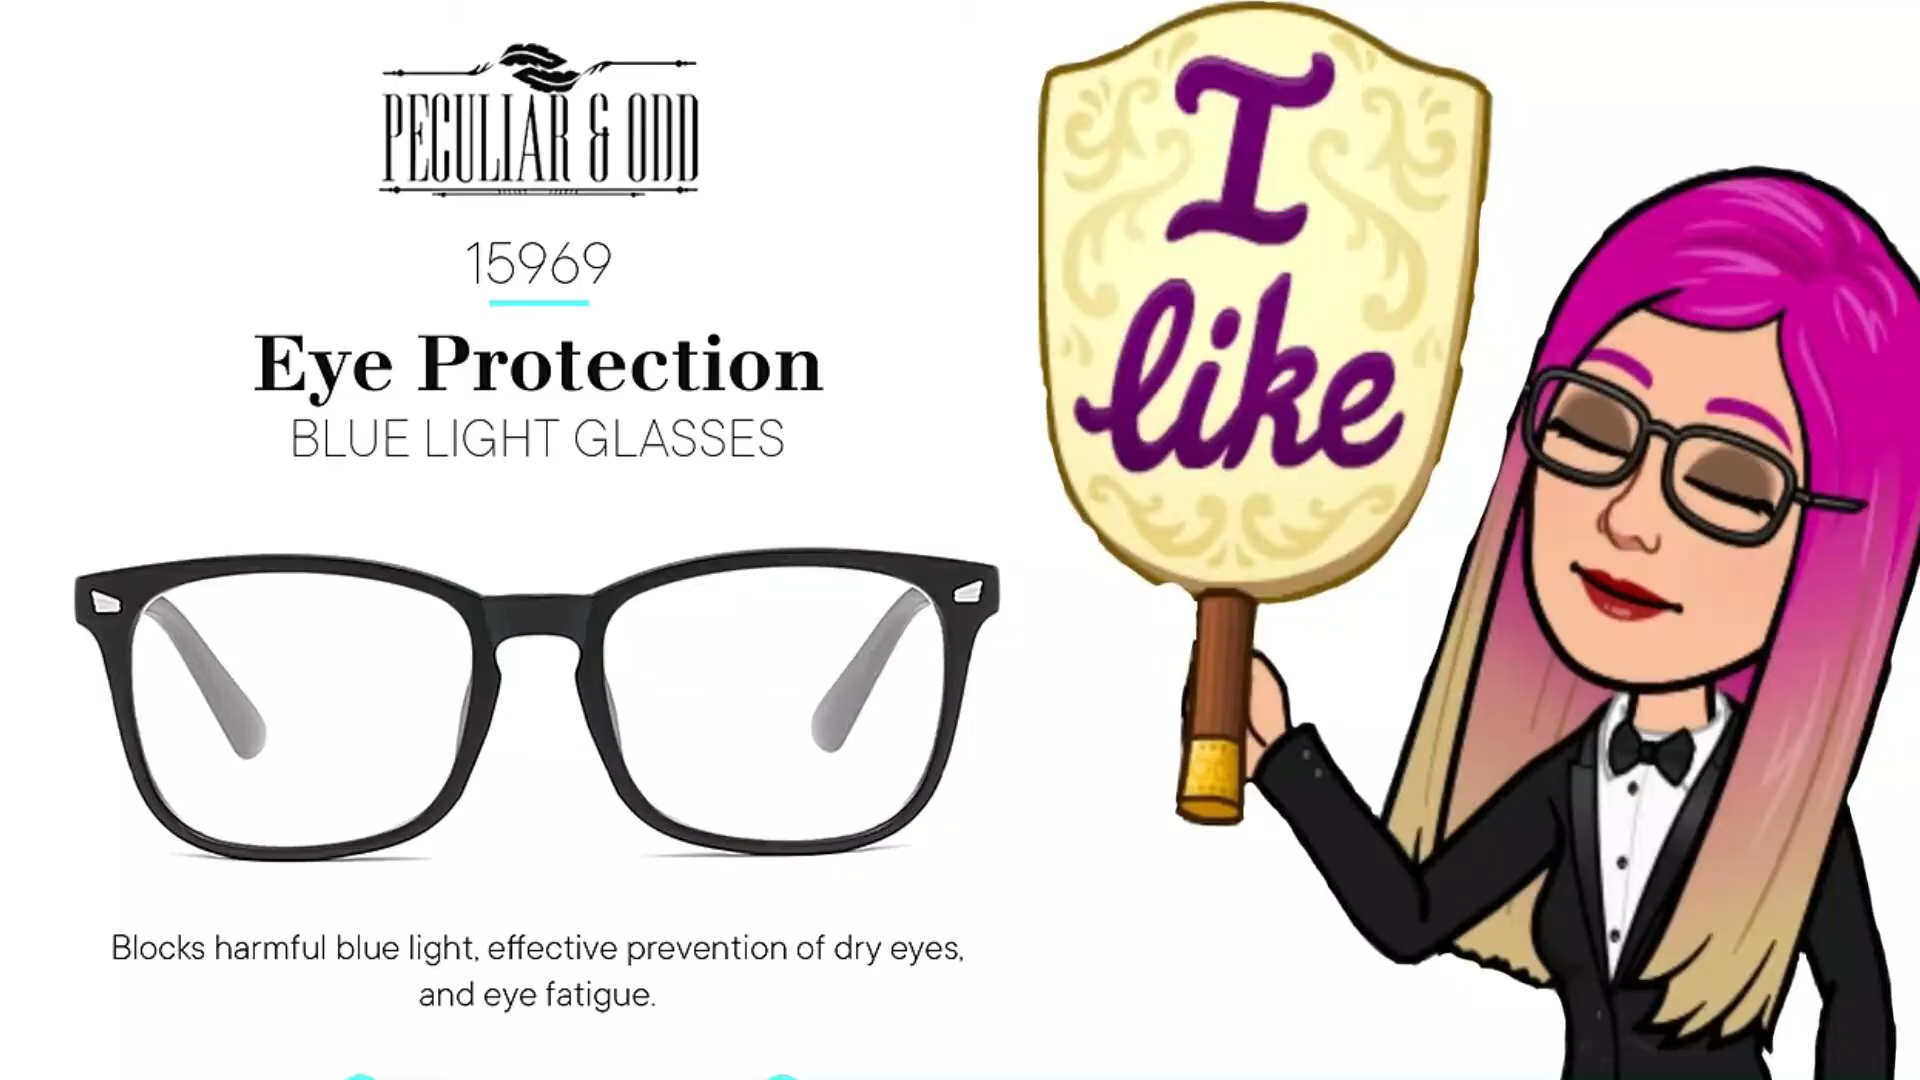 PECULIAR & ODD
15969
Eye Protection
BLUE LIGHT GLASSES
Blocks harmful blue light, effective prevention of dry eyes,
and eye fatigue.
I
like